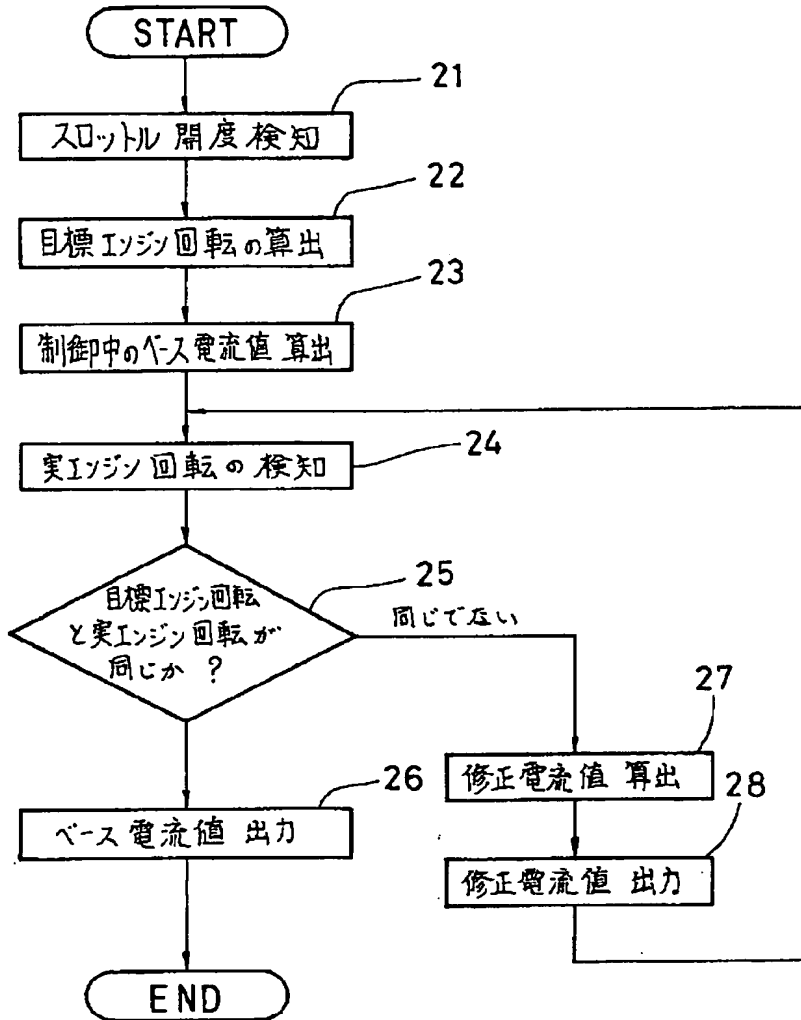 START
21
スロットル 開度検知
22
目標エンジン回転の算出
23
制御中のベース電流値 算出
24
実エンジン回転の検知
25
目標エンジン回転
と実エンジン回転が
同じか ?
同じでない
27
修正電流値 算出
26
28
ベース電流値 出力
修正電流値 出力
END